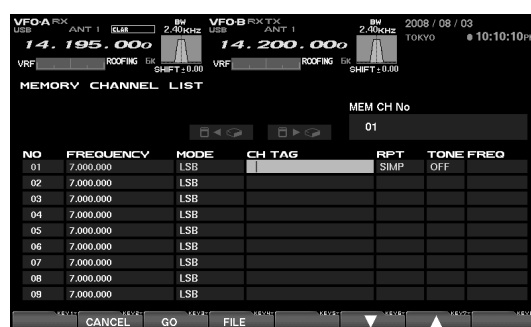 VFO-A RX VFO-B RX TX 2008 / 08 / 03
USB ANT 1 CLAR BW 2.40KHZ USB ANT 1 BW 2.40KHZ TOKYO 10:10:10PM
14. 195. 000 14. 200. 000
VRF ROOFING 6K SHIFT±0.00 VRF ROOFING 6K SHIFT±0.00
MEMORY CHANNEL LIST
MEM CH No
01
NO FREQUENCY MODE CH TAG RPT TONE FREQ
01 7.000.000 LSB SIMP OFF
02 7.000.000 LSB
03 7.000.000 LSB
04 7.000.000 LSB
05 7.000.000 LSB
06 7.000.000 LSB
07 7.000.000 LSB
08 7.000.000 LSB
09 7.000.000 LSB
CANCEL GO FILE